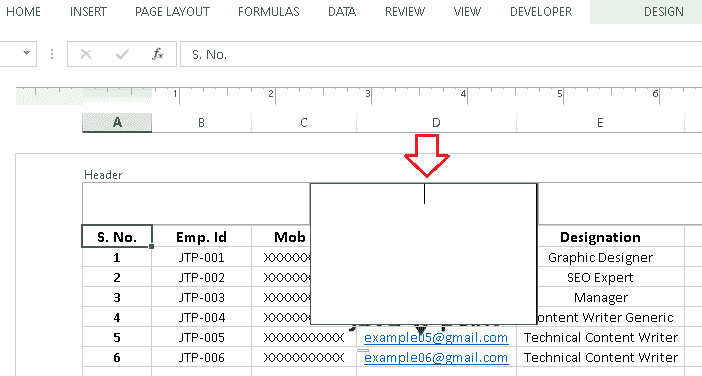 HOME INSERT PAGE LAYOUT FORMULAS DATA REVIEW VIEW DEVELOPER DESIGN
fx S. No.
1 2 3 4 5 6
A B C D E
Header
S. No. Emp. Id Mob Designation
1 JTP-001 XXXXXX Graphic Designer
2 JTP-002 XXXXXX SEO Expert
3 JTP-003 XXXXXX Manager
4 JTP-004 XXXXXX ontent Writer Generic
5 JTP-005 XXXXXXXXXX example05@gmail.com Technical Content Writer
6 JTP-006 XXXXXXXXXX example06@gmail.com Technical Content Writer